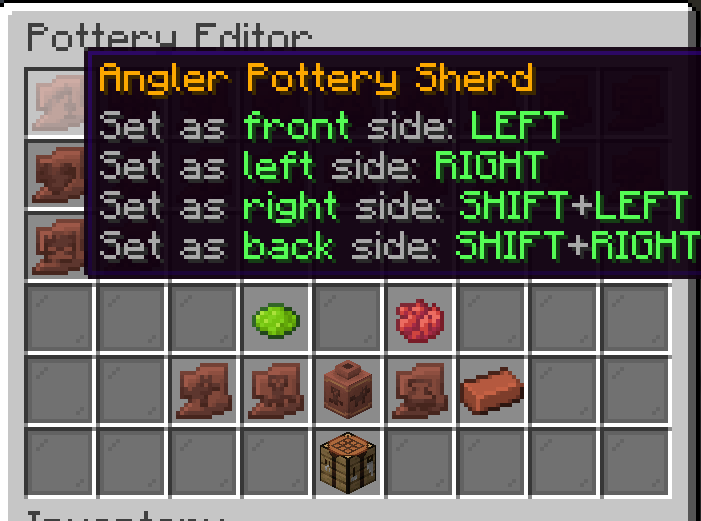 Pottery Editor
Angler Pottery Sherd
Set as front side: LEFT
Set as left side: RIGHT
Set as right side: SHIFT+LEFT
Set as back side: SHIFT+RIGHT
Inventory